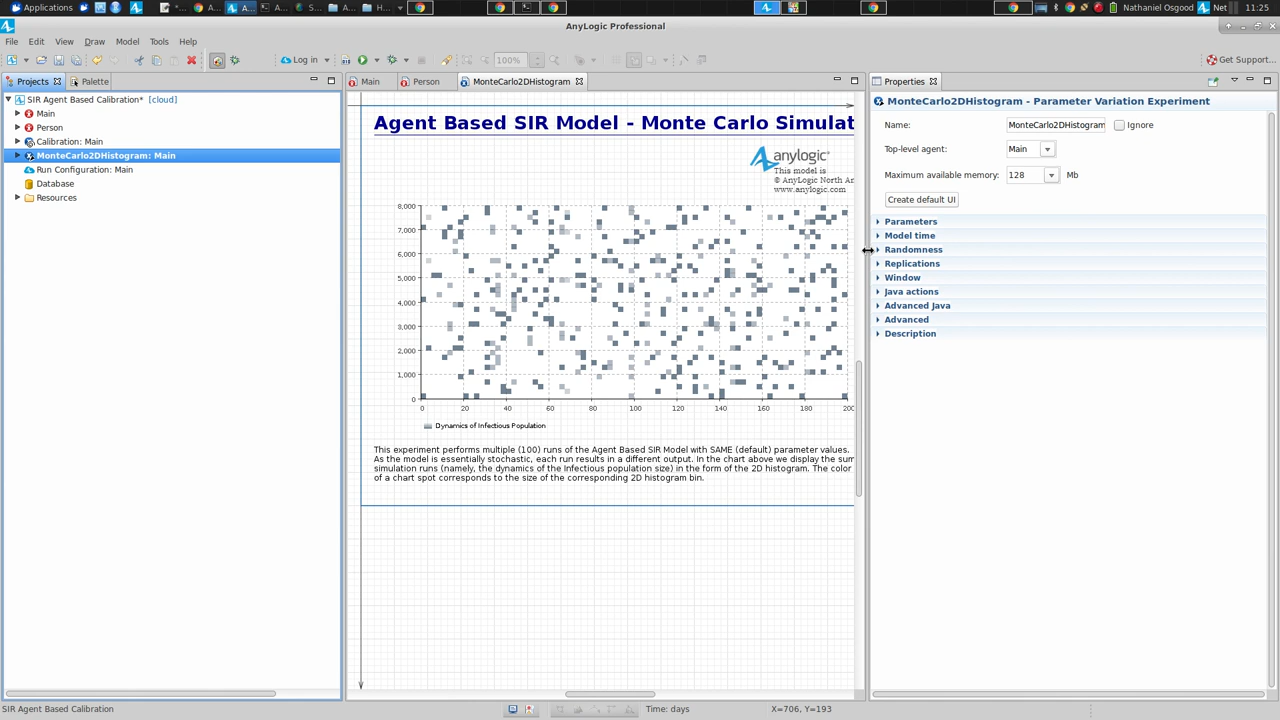 Applications
A...
A...
S...
A...
H...
Nathaniel Osgood
Net
11:25
AnyLogic Professional
File Edit View Draw Model Tools Help
Log in
100%
Get Support...
Projects
Palette
Main
Person
MonteCarlo2DHistogram
Properties
SIR Agent Based Calibration* [cloud]
Main
Person
Calibration: Main
MonteCarlo2DHistogram: Main
Run Configuration: Main
Database
Resources
Agent Based SIR Model - Monte Carlo Simulat
anylogic
This model is
© AnyLogic North Ar
www.anylogic.com
8,000
7,000
6,000
5,000
4,000
3,000
2,000
1,000
0
0 20 40 60 80 100 120 140 160 180 200
Dynamics of Infectious Population
This experiment performs multiple (100) runs of the Agent Based SIR Model with SAME (default) parameter values.
As the model is essentially stochastic, each run results in a different output. In the chart above we display the sum
simulation runs (namely, the dynamics of the Infectious population size) in the form of the 2D histogram. The color
of a chart spot corresponds to the size of the corresponding 2D histogram bin.
MonteCarlo2DHistogram - Parameter Variation Experiment
Name: MonteCarlo2DHistogram Ignore
Top-level agent: Main
Maximum available memory: 128 Mb
Create default UI
Parameters
Model time
Randomness
Replications
Window
Java actions
Advanced Java
Advanced
Description
SIR Agent Based Calibration
Time: days
X=706, Y=193